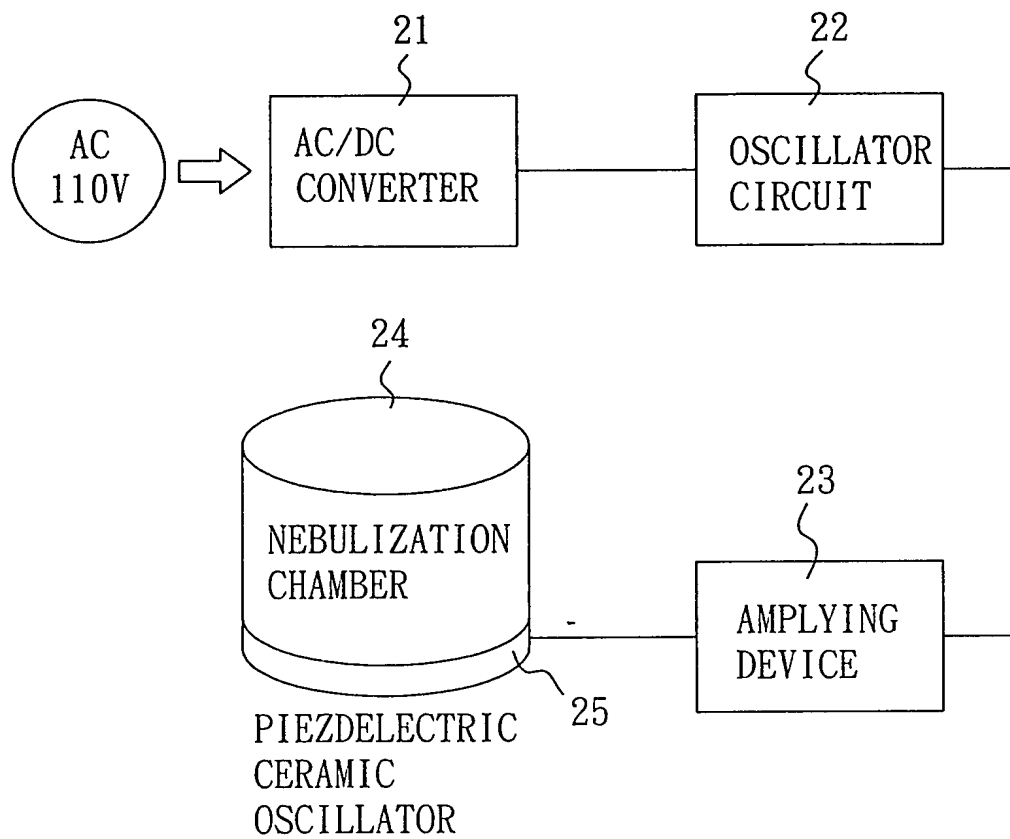 21
22
AC
110V
AC/DC
CONVERTER
OSCILLATOR
CIRCUIT
24
23
NEBULIZATION
CHAMBER
AMPLYING
DEVICE
25
PIEZDELECTRIC
CERAMIC
OSCILLATOR